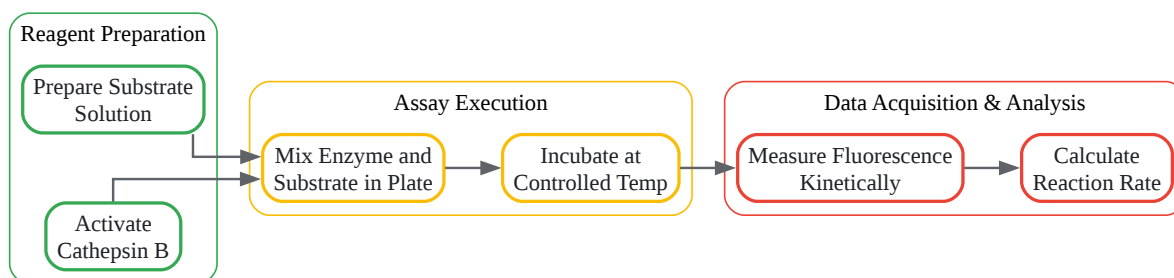 Reagent Preparation
Prepare Substrate
Solution
Activate
Cathepsin B
Assay Execution
Mix Enzyme and
Substrate in Plate
Incubate at
Controlled Temp
Data Acquisition & Analysis
Measure Fluorescence
Kinetically
Calculate
Reaction Rate